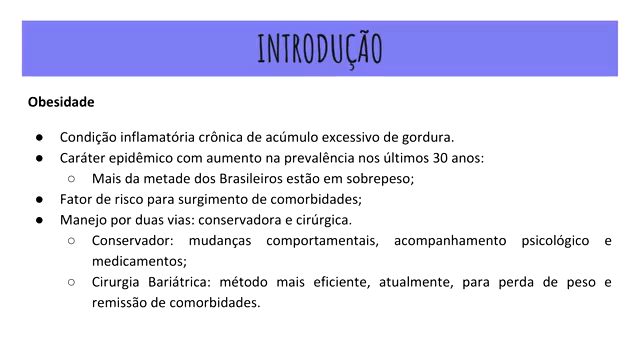 INTRODUÇÃO
Obesidade
● Condição inflamatória crônica de acúmulo excessivo de gordura.
● Caráter epidêmico com aumento na prevalência nos últimos 30 anos:
○ Mais da metade dos Brasileiros estão em sobrepeso;
● Fator de risco para surgimento de comorbidades;
● Manejo por duas vias: conservadora e cirúrgica.
○ Conservador: mudanças comportamentais, acompanhamento psicológico e
medicamentos;
○ Cirurgia Bariátrica: método mais eficiente, atualmente, para perda de peso e
remissão de comorbidades.